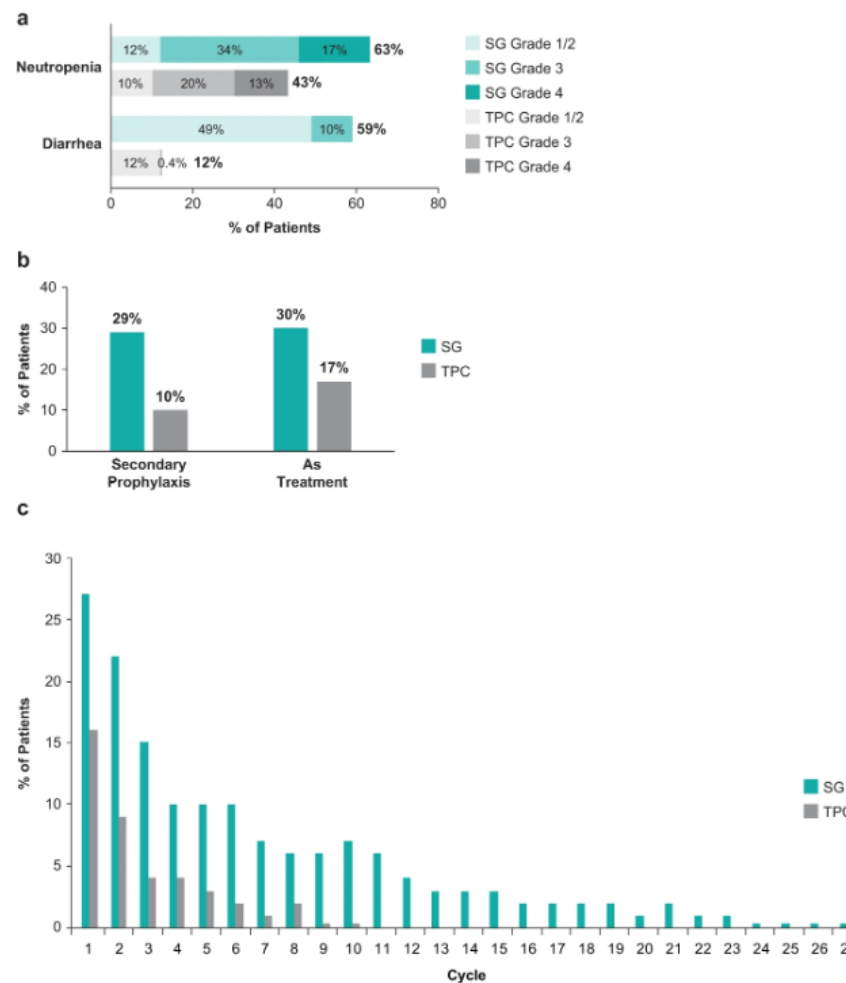 a
Neutropenia
12% 34% 17% 63%
10% 20% 13% 43%
Diarrhea
49% 10% 59%
12% 0.4% 12%
0 20 40 60 80
% of Patients
SG Grade 1/2
SG Grade 3
SG Grade 4
TPC Grade 1/2
TPC Grade 3
TPC Grade 4
b
% of Patients
40
30
20
10
0
29%
10%
30%
17%
Secondary
Prophylaxis
As
Treatment
SG
TPC
c
% of Patients
30
25
20
15
10
5
0
1 2 3 4 5 6 7 8 9 10 11 12 13 14 15 16 17 18 19 20 21 22 23 24 25 26
Cycle
SG